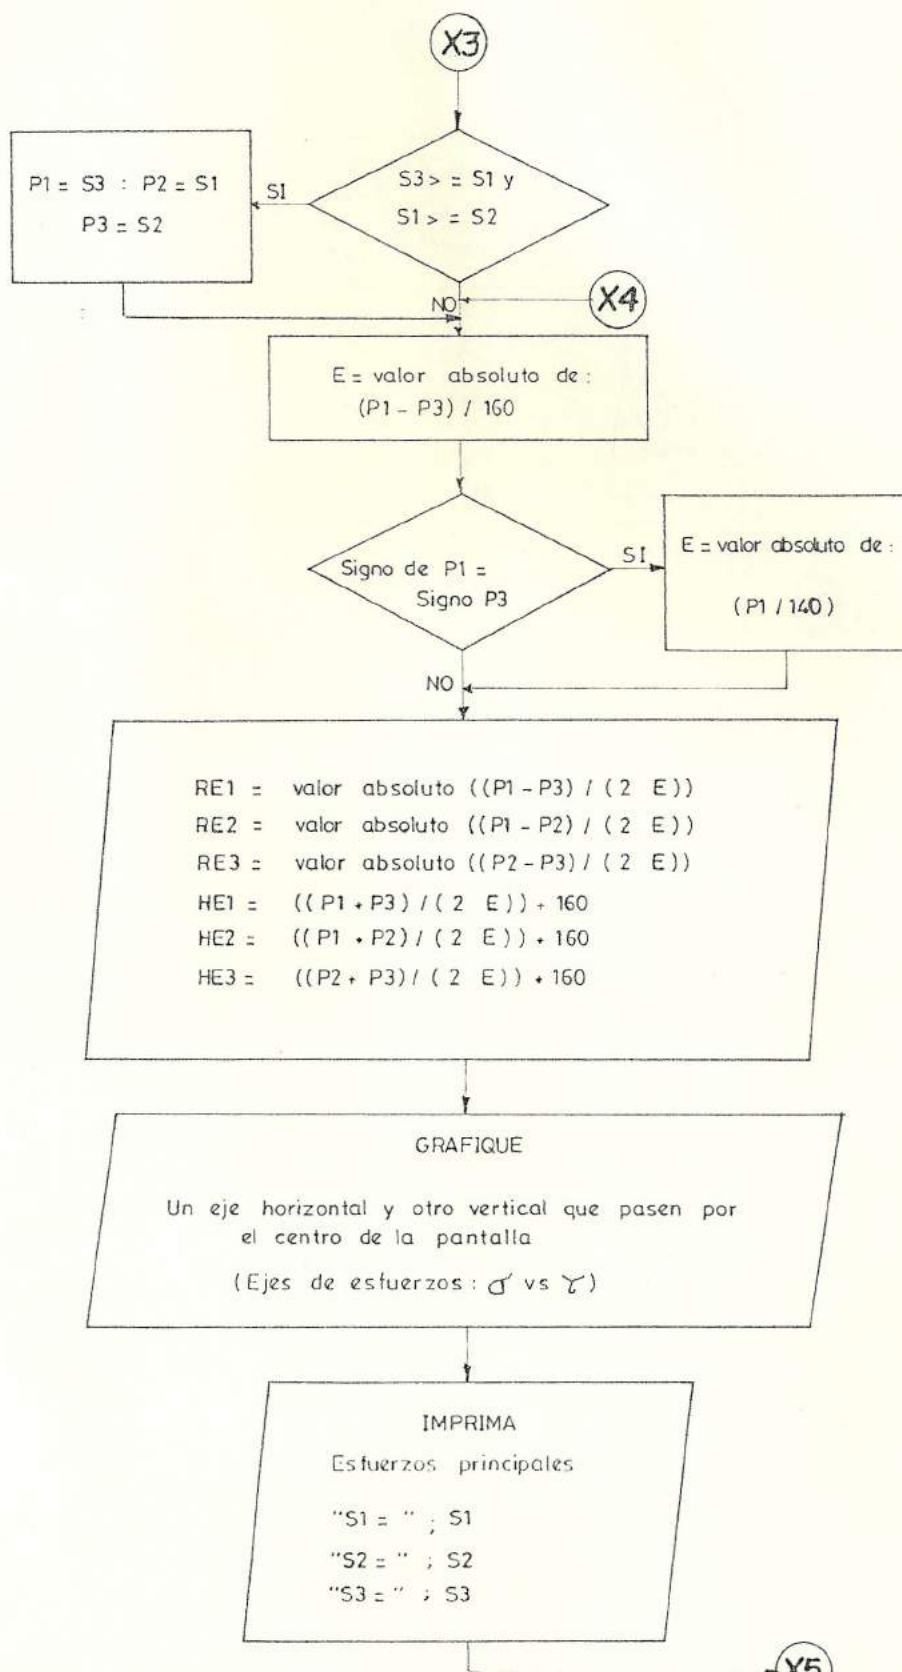 X3
S3 > = S1 y
S1 > = S2
SI
P1 = S3 : P2 = S1
P3 = S2
NO
X4
E = valor absoluto de :
(P1 - P3) / 160
Signo de P1 =
Signo P3
SI
E = valor absoluto de :
(P1 / 140)
NO
RE1 = valor absoluto ((P1 - P3) / ( 2 E))
RE2 = valor absoluto ((P1 - P2) / ( 2 E))
RE3 = valor absoluto ((P2 - P3) / ( 2 E))
HE1 = ((P1 + P3) / ( 2 E)) + 160
HE2 = ((P1 + P2) / ( 2 E)) + 160
HE3 = ((P2 + P3) / ( 2 E)) + 160
GRAFIQUE
Un eje horizontal y otro vertical que pasen por
el centro de la pantalla
(Ejes de esfuerzos : σ vs τ)
IMPRIMA
Esfuerzos principales
"S1 = " ; S1
"S2 = " ; S2
"S3 = " ; S3
X5